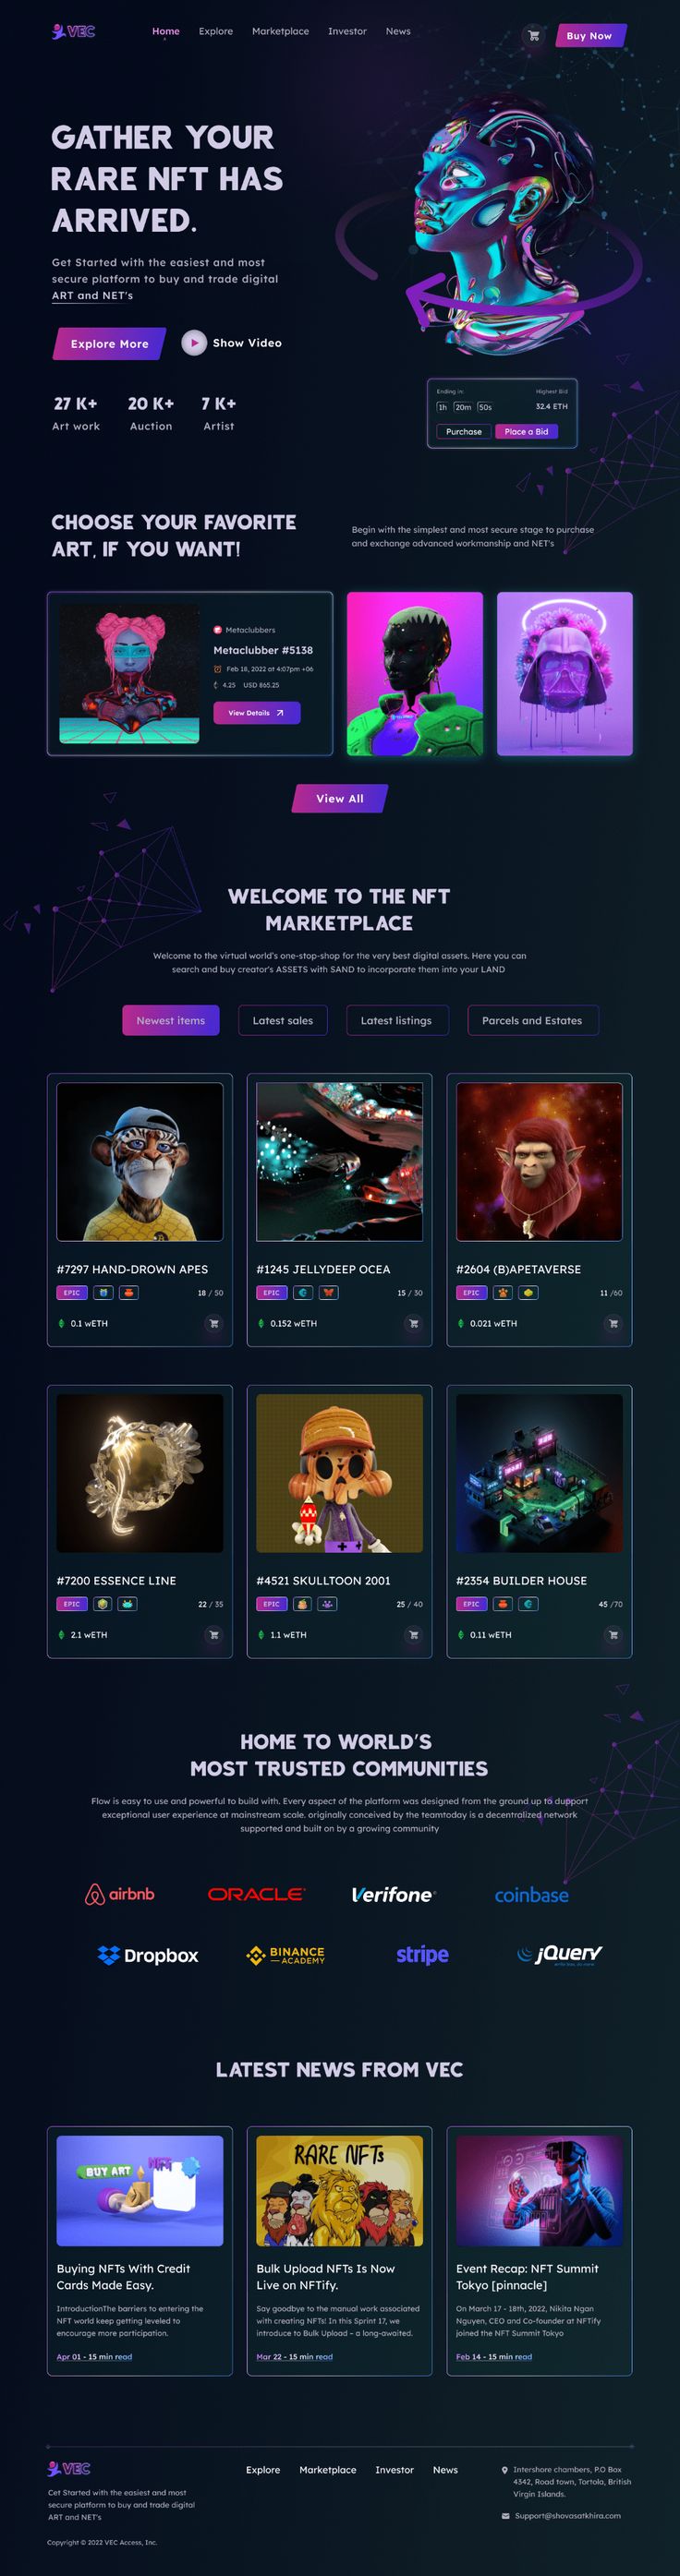 VEC
Home
Explore
Marketplace
Investor
News
Buy Now
GATHER YOUR
RARE NFT HAS
ARRIVED.
Get Started with the easiest and most
secure platform to buy and trade digital
ART and NET's
Explore More
Show Video
27 K+
20 K+
7 K+
Art work
Auction
Artist
Ending in:
Highest Bid
1h 20m 50s
32.4 ETH
Purchase
Place a Bid
CHOOSE YOUR FAVORITE
ART, IF YOU WANT!
Begin with the simplest and most secure stage to purchase
and exchange advanced workmanship and NET's
Metaclubbers
Metaclubber #5138
Feb 18, 2022 at 4:07pm +06
4.25 USD 865.25
View Details
View All
WELCOME TO THE NFT
MARKETPLACE
Welcome to the virtual world's one-stop-shop for the very best digital assets. Here you can
search and buy creator's ASSETS with SAND to incorporate them into your LAND
Newest items
Latest sales
Latest listings
Parcels and Estates
#7297 HAND-DROWN APES
EPIC
18 / 50
0.1 wETH
#1245 JELLYDEEP OCEA
EPIC
15 / 30
0.152 wETH
#2604 (B)APETAVERSE
EPIC
11 /60
0.021 wETH
#7200 ESSENCE LINE
EPIC
22 / 35
2.1 wETH
#4521 SKULLTOON 2001
EPIC
25 / 40
1.1 wETH
#2354 BUILDER HOUSE
EPIC
45 /70
0.11 wETH
HOME TO WORLD'S
MOST TRUSTED COMMUNITIES
Flow is easy to use and powerful to build with. Every aspect of the platform was designed from the ground up to dupport
exceptional user experience at mainstream scale. originally conceived by the teamtoday is a decentralized network
supported and built on by a growing community
airbnb
ORACLE
Verifone
coinbase
Dropbox
BINANCE
ACADEMY
stripe
jQuery
LATEST NEWS FROM VEC
BUY ART
NFT
Buying NFTs With Credit
Cards Made Easy.
IntroductionThe barriers to entering the
NFT world keep getting leveled to
encourage more participation.
Apr 01 - 15 min read
RARE NFTs
Bulk Upload NFTs Is Now
Live on NFTify.
Say goodbye to the manual work associated
with creating NFTs! In this Sprint 17, we
introduce to Bulk Upload – a long-awaited.
Mar 22 - 15 min read
Event Recap: NFT Summit
Tokyo [pinnacle]
On March 17 - 18th, 2022, Nikita Ngan
Nguyen, CEO and Co-founder at NFTify
joined the NFT Summit Tokyo
Feb 14 - 15 min read
VEC
Cet Started with the easiest and most
secure platform to buy and trade digital
ART and NET's
Copyright © 2022 VEC Access, Inc.
Explore
Marketplace
Investor
News
Intershore chambers, P.O Box
4342, Road town, Tortola, British
Virgin Islands.
Support@shovasatkhira.com